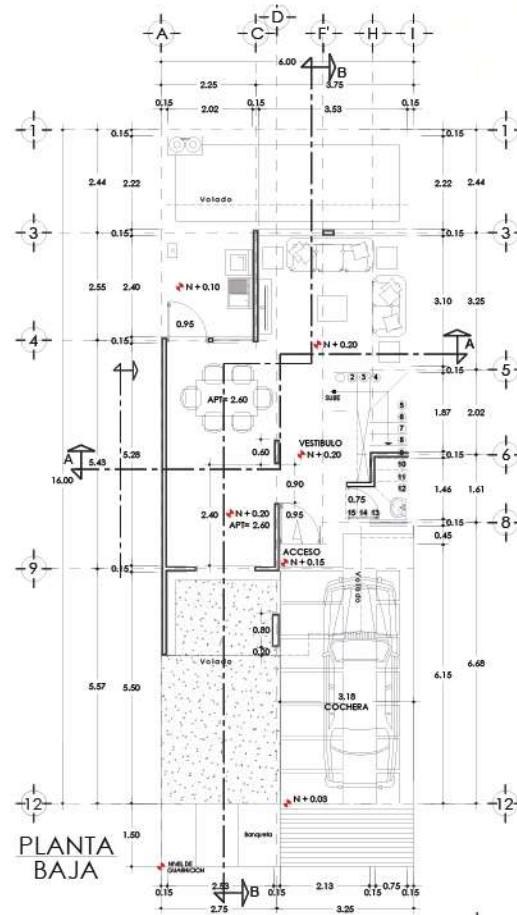 D
A C F' H I
6.00 B
2.25 3.75
0.15 0.15 0.15
2.02 3.53
1 0.15 0.15 1
2.44 2.22 2.22 2.44
Volado
3 0.15 0.15 3
2.55 2.40 N + 0.10 3.10 3.25
0.95
4 0.15 N + 0.20 A
0.15 5
2 3 4
SUBE
APT= 2.60 5
6
7
8
1.87 2.02
0.60 VESTIBULO 9 0.15 6
A N + 0.20 10
5.43 5.28 11
16.00 0.90 0.75 12 1.46 1.61
2.40 N + 0.20 0.95 15 14 13
APT= 2.60 0.15 8
ACCESO 0.45
9 0.15 N + 0.15
Volado
0.80
0.20
Volado
5.57 5.50 3.18 6.15 6.68
COCHERA
12 N + 0.03 12
PLANTA
BAJA
1.50 Banqueta
NIVEL DE
GUARNICION
B
0.15 2.53 0.15 2.13 0.15 0.75 0.15
2.75 3.25